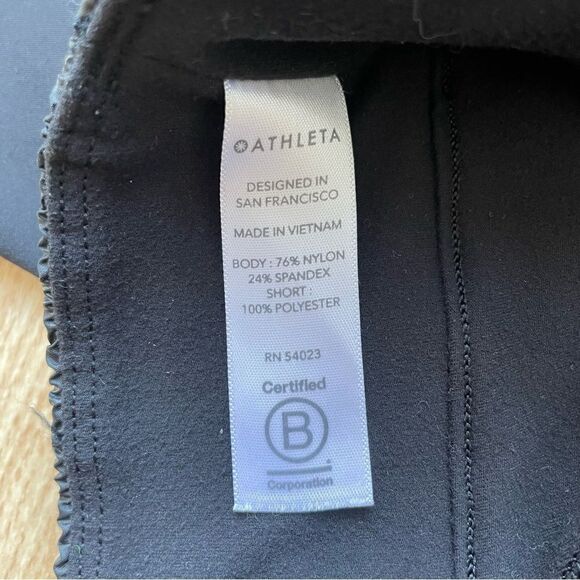 ATHLETA
DESIGNED IN
SAN FRANCISCO
MADE IN VIETNAM
BODY : 76% NYLON
24% SPANDEX
SHORT :
100% POLYESTER
RN 54023
Certified
B
Corporation